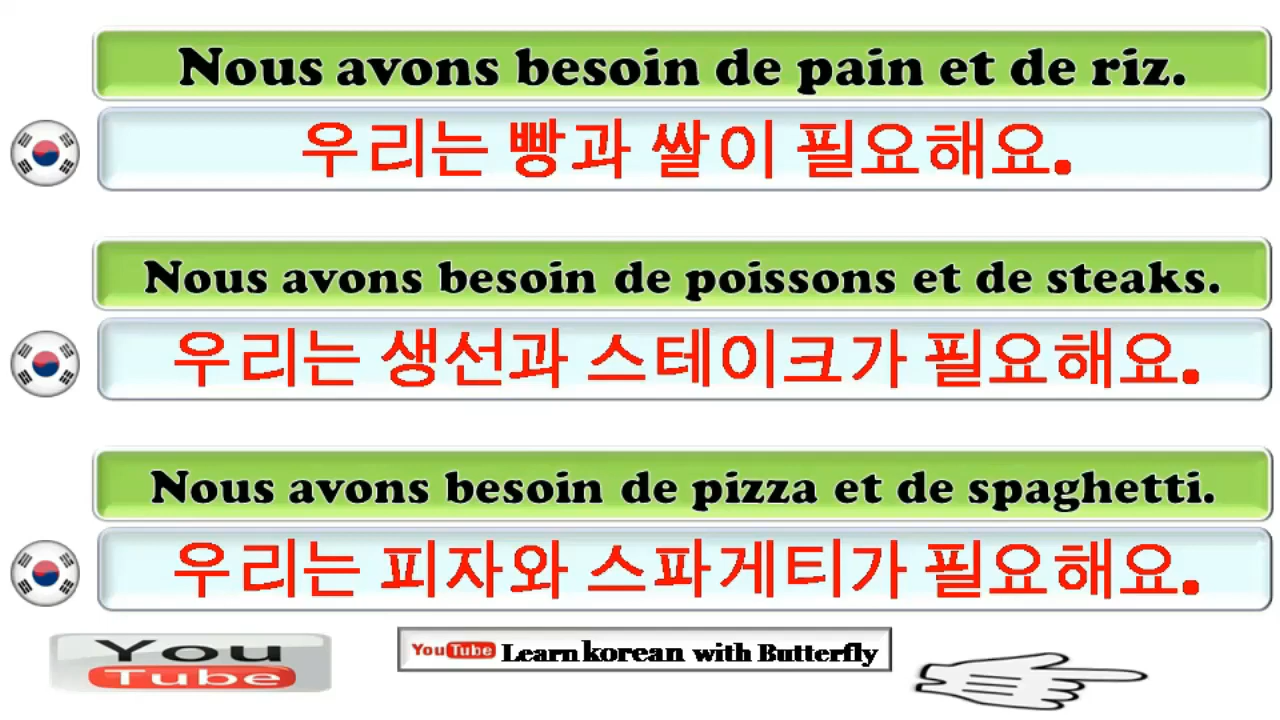 Nous avons besoin de pain et de riz.
우리는 빵과 쌀이 필요해요.
Nous avons besoin de poissons et de steaks.
우리는 생선과 스테이크가 필요해요.
Nous avons besoin de pizza et de spaghetti.
우리는 피자와 스파게티가 필요해요.
You
Tube
YouTube Learn korean with Butterfly